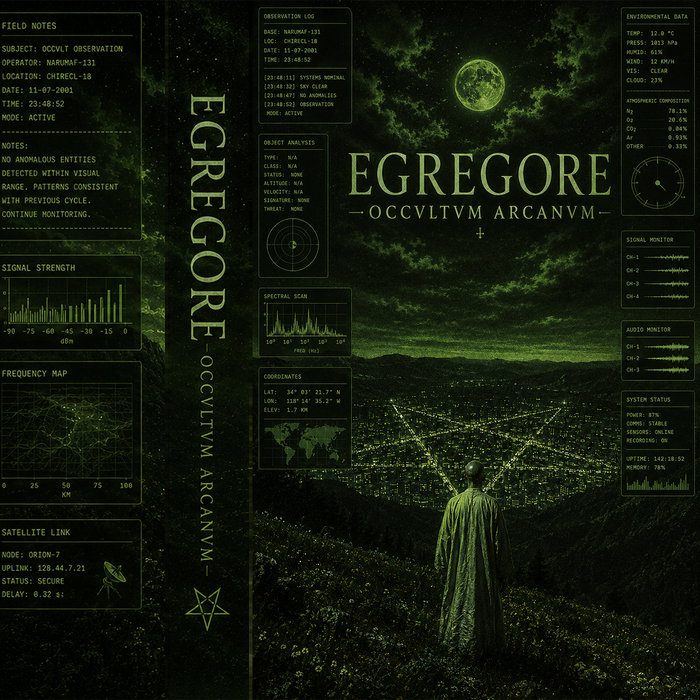 FIELD NOTES
SUBJECT: OCCVLT OBSERVATION
OPERATOR: NARUMAF-131
LOCATION: CHIRECL-18
DATE: 11-07-2001
TIME: 23:48:52
MODE: ACTIVE
NOTES:
NO ANOMALOUS ENTITIES
DETECTED WITHIN VISUAL
RANGE. PATTERNS CONSISTENT
WITH PREVIOUS CYCLE.
CONTINUE MONITORING.
SIGNAL STRENGTH
-90 -75 -60 -45 -30 -15 0
dBm
FREQUENCY MAP
0 25 50 75 100
KM
SATELLITE LINK
NODE: ORION-7
UPLINK: 128.44.7.21
STATUS: SECURE
DELAY: 0.32 s:
EGREGORE
—OCCVLTVM ARCANVM—
OBSERVATION LOG
BASE: NARUMAF-131
LOC: CHIRECL-18
DATE: 11-07-2001
TIME: 23:48:52
[23:48:11] SYSTEMS NOMINAL
[23:48:32] SKY CLEAR
[23:48:47] NO ANOMALIES
[23:48:52] OBSERVATION
MODE: ACTIVE
OBJECT ANALYSIS
TYPE: N/A
CLASS: N/A
STATUS: NONE
ALTITUDE: N/A
VELOCITY: N/A
SIGNATURE: NONE
THREAT: NONE
SPECTRAL SCAN
FREQ (Hz)
COORDINATES
LAT: 34° 03' 21.7" N
LON: 118° 14' 35.2" W
ELEV: 1.7 KM
EGREGORE
—OCCVLTVM ARCANVM—
ENVIRONMENTAL DATA
TEMP: 12.0 °C
PRESS: 1013 hPa
HUMID: 61%
WIND: 12 KM/H
VIS: CLEAR
CLOUD: 23%
ATMOSPHERIC COMPOSITION
N₂ 78.1%
O₂ 20.6%
CO₂ 0.04%
Ar 0.93%
OTHER 0.33%
SIGNAL MONITOR
CH-1
CH-2
CH-3
CH-4
AUDIO MONITOR
CH-1
CH-2
CH-3
SYSTEM STATUS
POWER: 87%
COMMS: STABLE
SENSORS: ONLINE
RECORDING: ON
UPTIME: 142:18:52
MEMORY: 78%